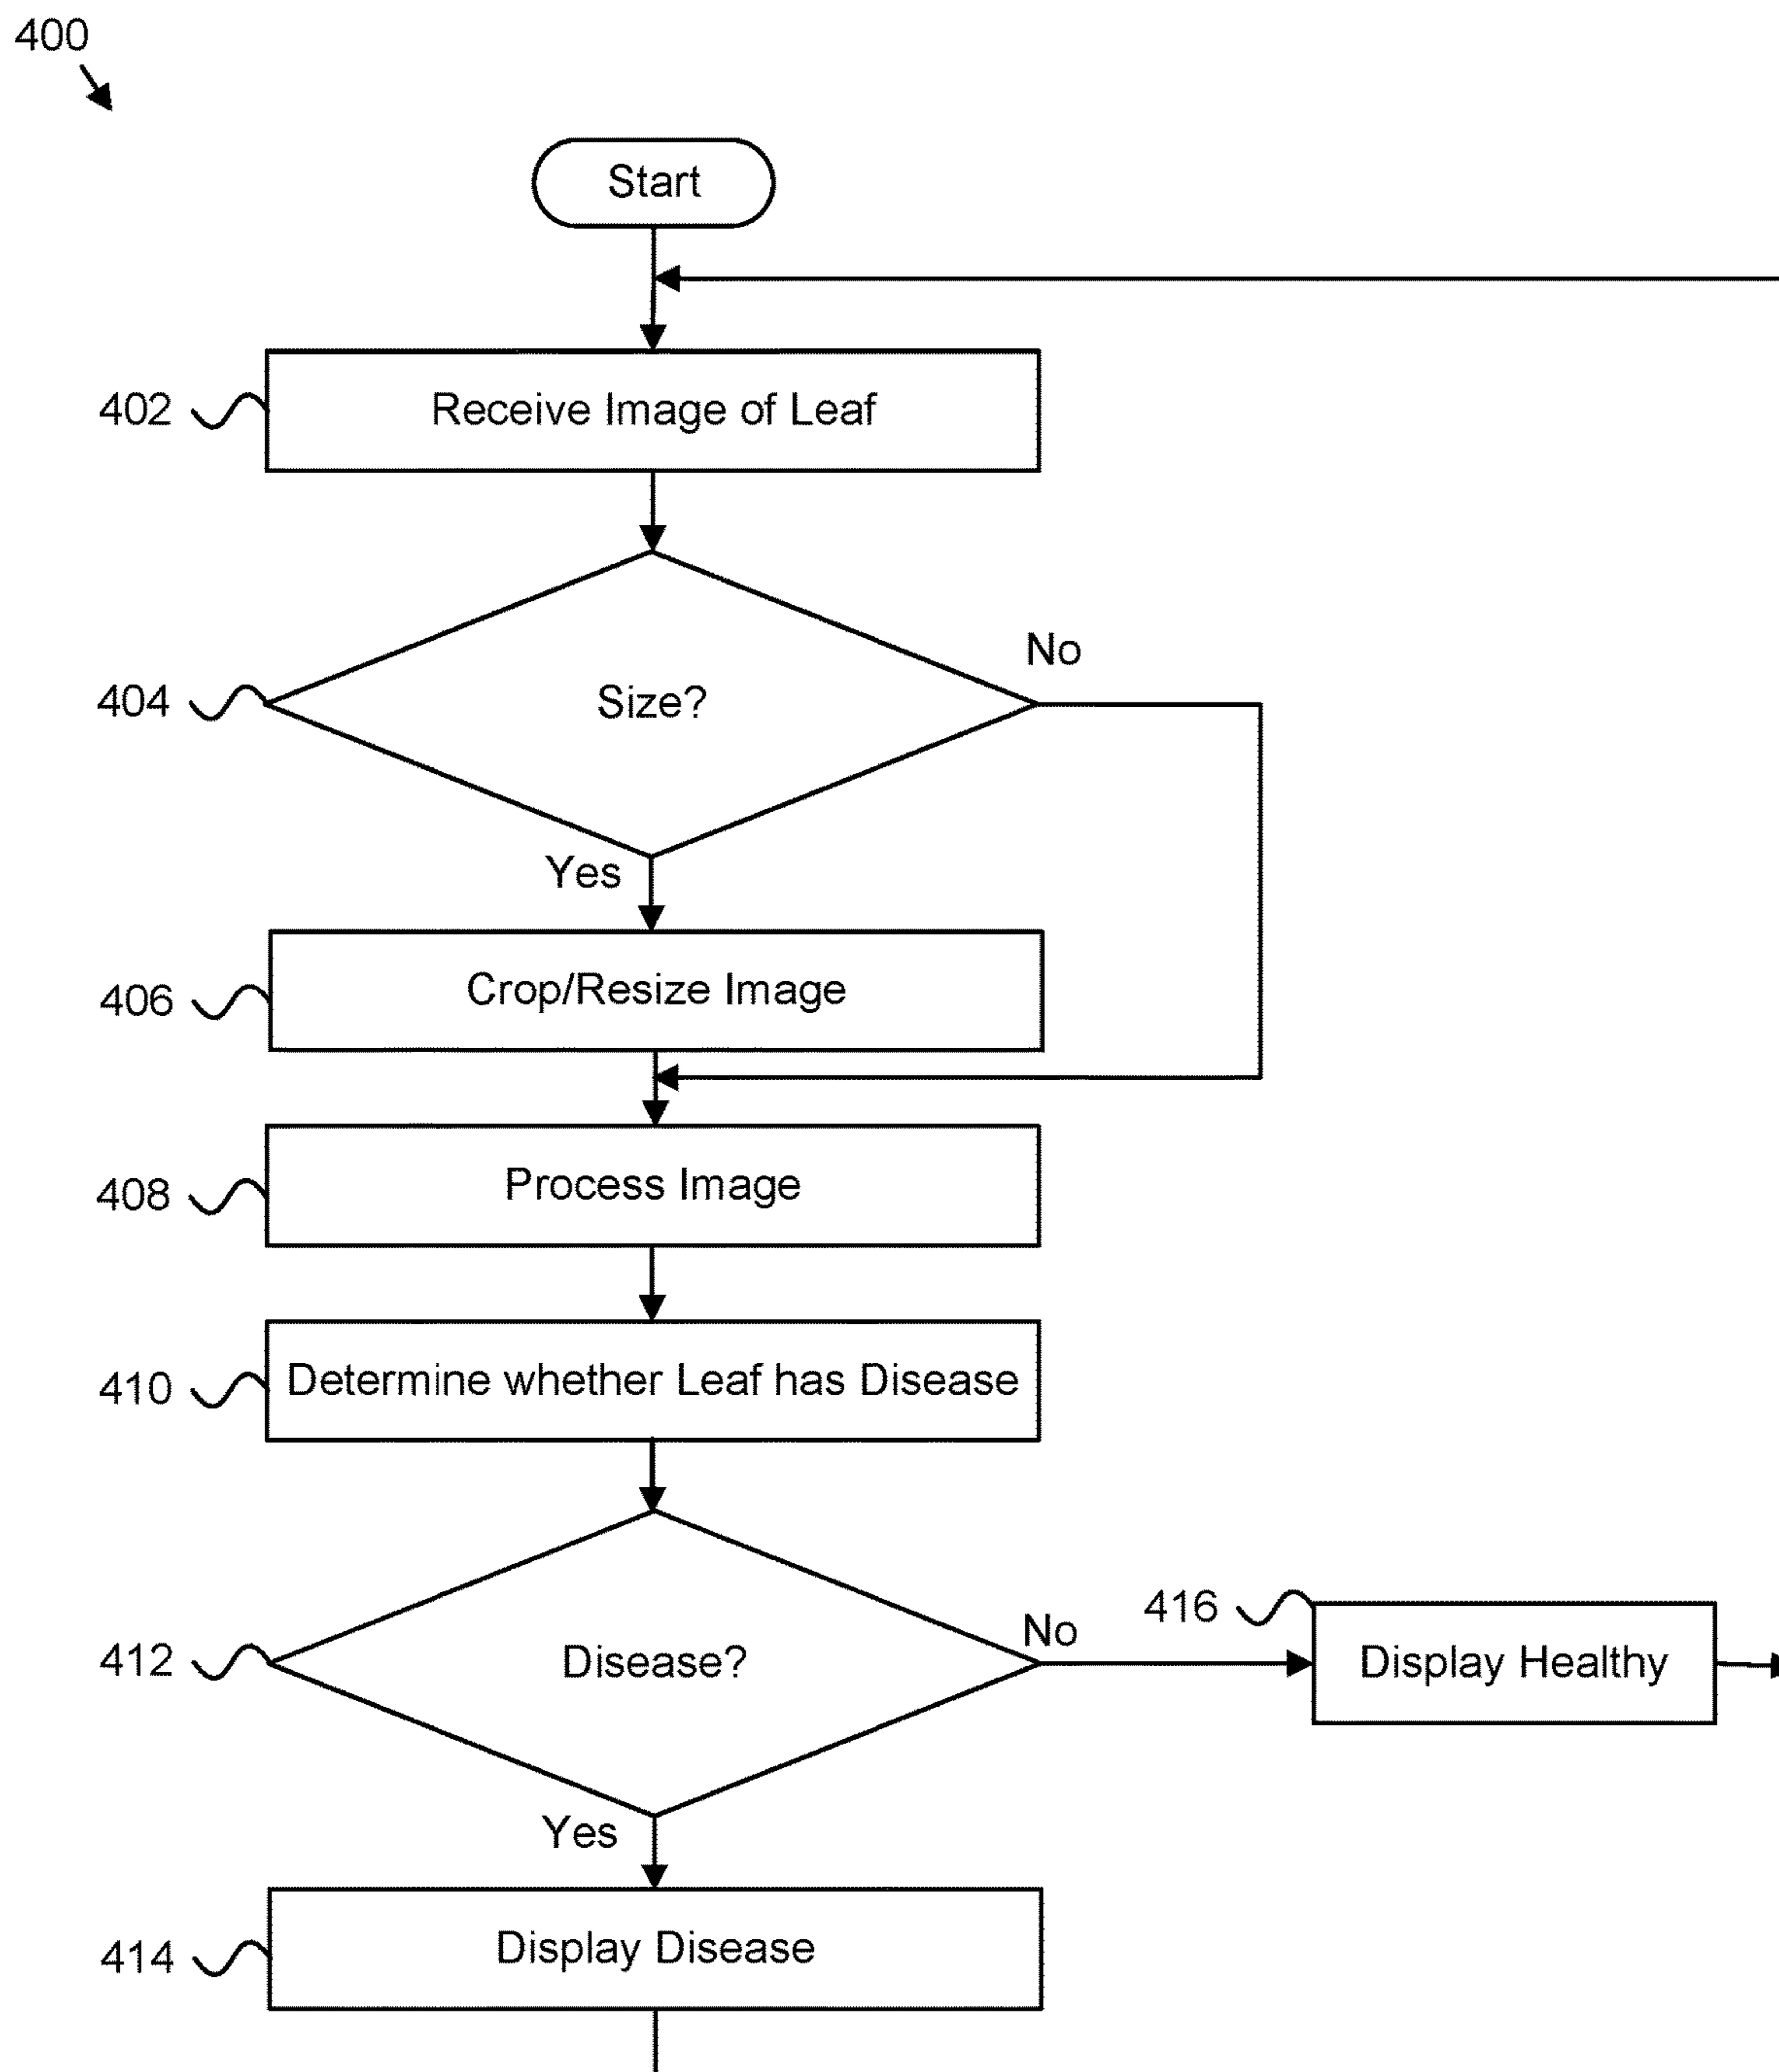 400
Start
402
Receive Image of Leaf
404
Size?
No
Yes
406
Crop/Resize Image
408
Process Image
410
Determine whether Leaf has Disease
412
Disease?
No
416
Display Healthy
Yes
414
Display Disease